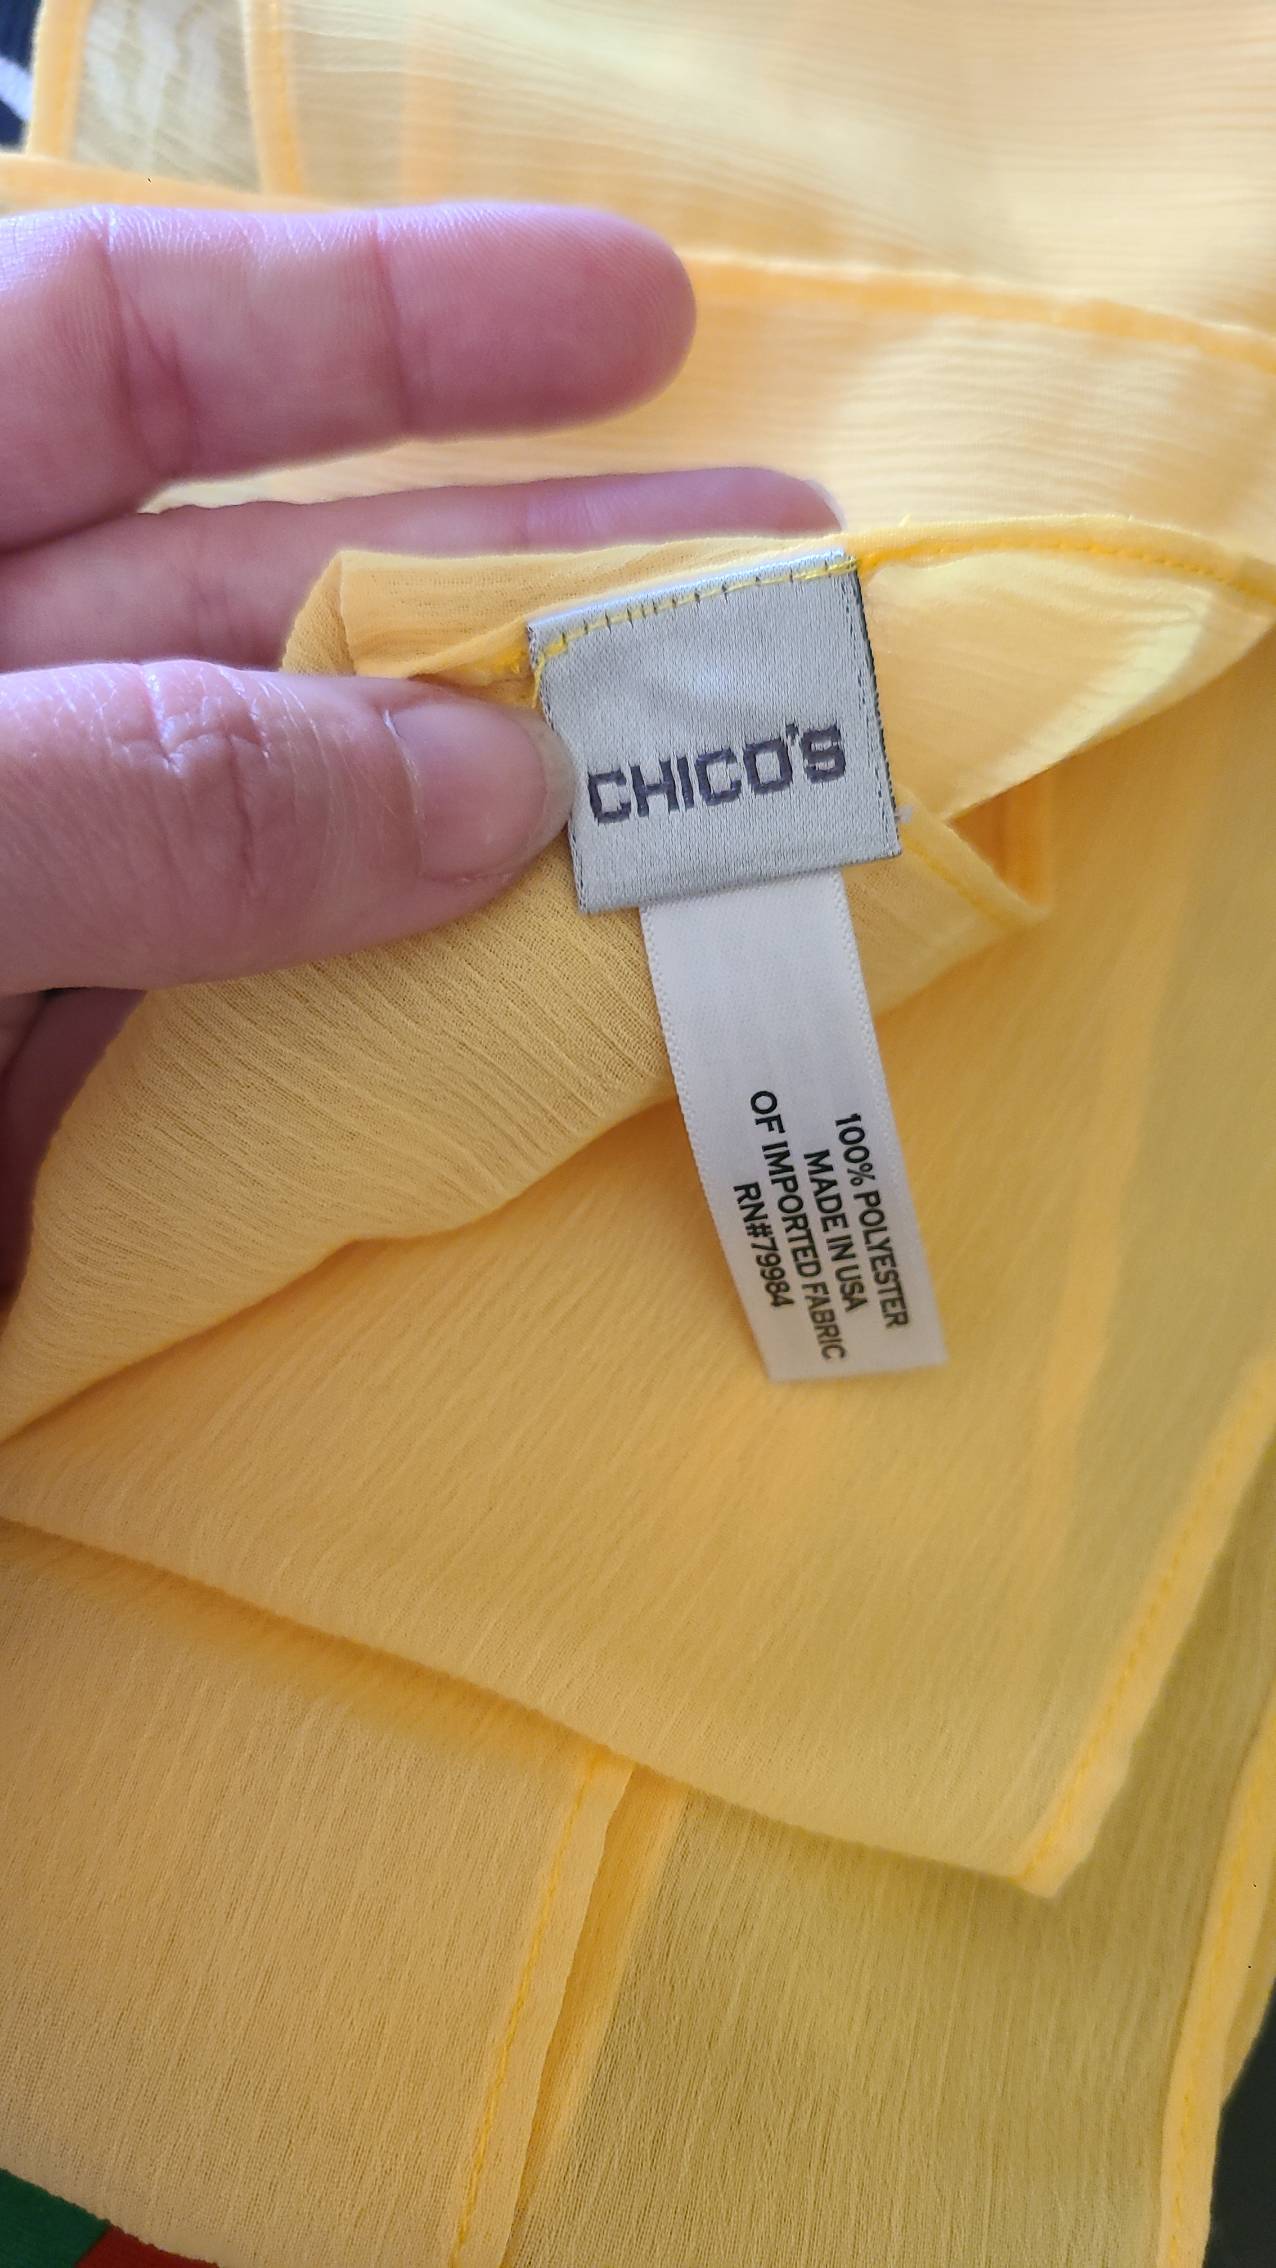 CHICO'S
100% POLYESTER
MADE IN USA
OF IMPORTED FABRIC
RN#79984